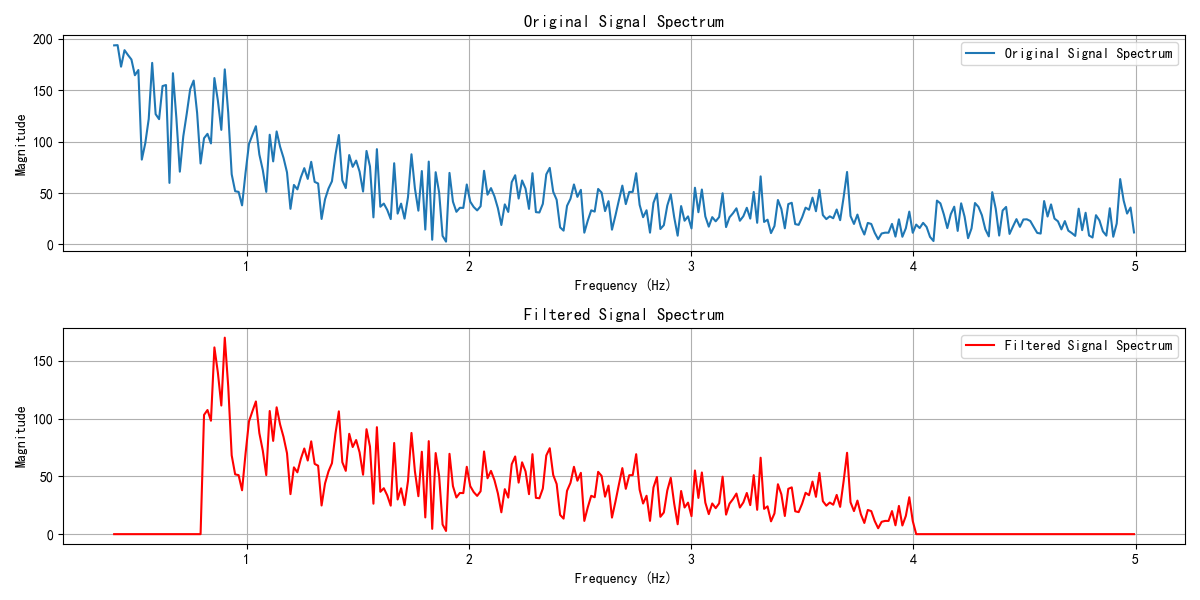 Original Signal Spectrum
200
150
100
50
0
Magnitude
Original Signal Spectrum
1
2
3
4
5
Frequency (Hz)
Filtered Signal Spectrum
150
100
50
0
Magnitude
Filtered Signal Spectrum
1
2
3
4
5
Frequency (Hz)